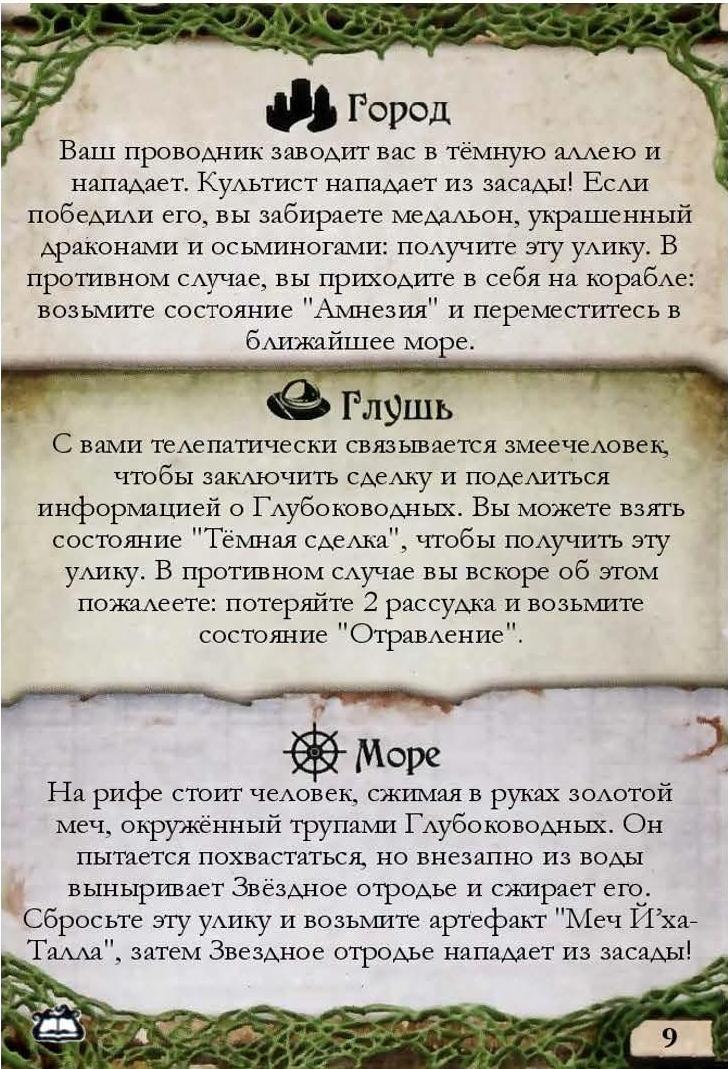 Город
Ваш проводник заводит вас в тёмную аллею и
нападает. Культист нападает из засады! Если
победили его, вы забираете медальон, украшенный
драконами и осьминогами: получите эту улику. В
противном случае, вы приходите в себя на корабле:
возьмите состояние "Амнезия" и переместитесь в
ближайшее море.
Глушь
С вами телепатически связывается змеечеловек,
чтобы заключить сделку и поделиться
информацией о Глубоководных. Вы можете взять
состояние "Тёмная сделка", чтобы получить эту
улику. В противном случае вы вскоре об этом
пожалеете: потеряйте 2 рассудка и возьмите
состояние "Отравление".
Море
На рифе стоит человек, сжимая в руках золотой
меч, окружённый трупами Глубоководных. Он
пытается похвастаться, но внезапно из воды
выныривает Звёздное отродье и сжирает его.
Сбросьте эту улику и возьмите артефакт "Меч Й’ха-
Талла", затем Звездное отродье нападает из засады!
9